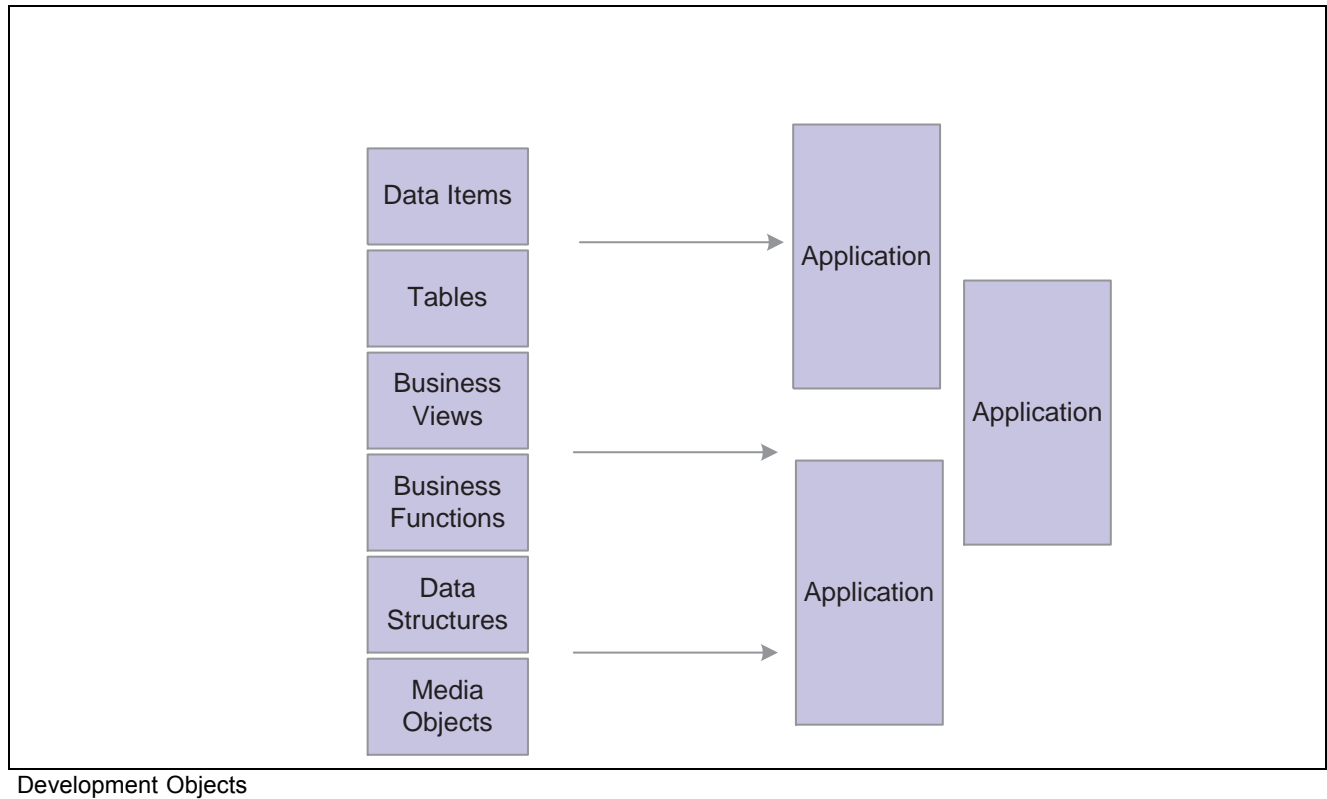 Data Items
Tables
Business
Views
Business
Functions
Data
Structures
Media
Objects
Application
Application
Application
Development Objects